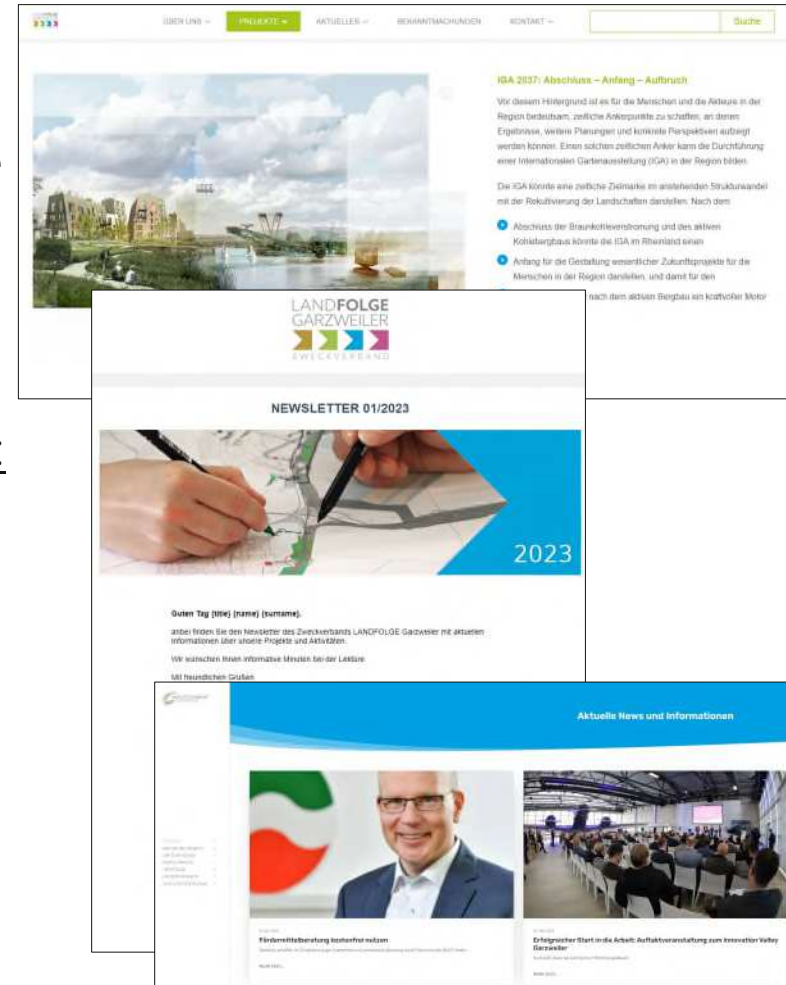 ÜBER UNS
PROJEKTE
AKTUELLES
BEKANNTMACHUNGEN
KONTAKT
Suche
IGA 2037: Abschluss – Anfang – Aufbruch
Vor diesem Hintergrund ist es für die Menschen und die Akteure in der
Region bedeutsam, zeitliche Ankerpunkte zu schaffen, an denen
Ergebnisse, weitere Planungen und konkrete Perspektiven aufzeigt
werden können. Einen solchen zeitlichen Anker kann die Durchführung
einer Internationalen Gartenausstellung (IGA) in der Region bilden.
Die IGA könnte eine zeitliche Zielmarke im anstehenden Strukturwandel
mit der Rekultivierung der Landschaften darstellen. Nach dem
Abschluss der Braunkohleverstromung und des aktiven
Kohlebergbaus könnte die IGA im Rheinland einen
Anfang für die Gestaltung wesentlicher Zukunftsprojekte für die
Menschen in der Region darstellen, und damit für den
nach dem aktiven Bergbau ein kraftvoller Motor
LANDFOLGE
GARZWEILER
ZWECKVERBAND
NEWSLETTER 01/2023
2023
Guten Tag {title} {name} {surname},
anbei finden Sie den Newsletter des Zweckverbands LANDFOLGE Garzweiler mit aktuellen
Informationen über unsere Projekte und Aktivitäten.
Wir wünschen Ihnen informative Minuten bei der Lektüre.
Mit freundlichen Grüßen
Aktuelle News und Informationen
Fördermittelberatung kostenfrei nutzen
Erfolgreicher Start in die Arbeit: Auftaktveranstaltung zum Innovation Valley
Garzweiler